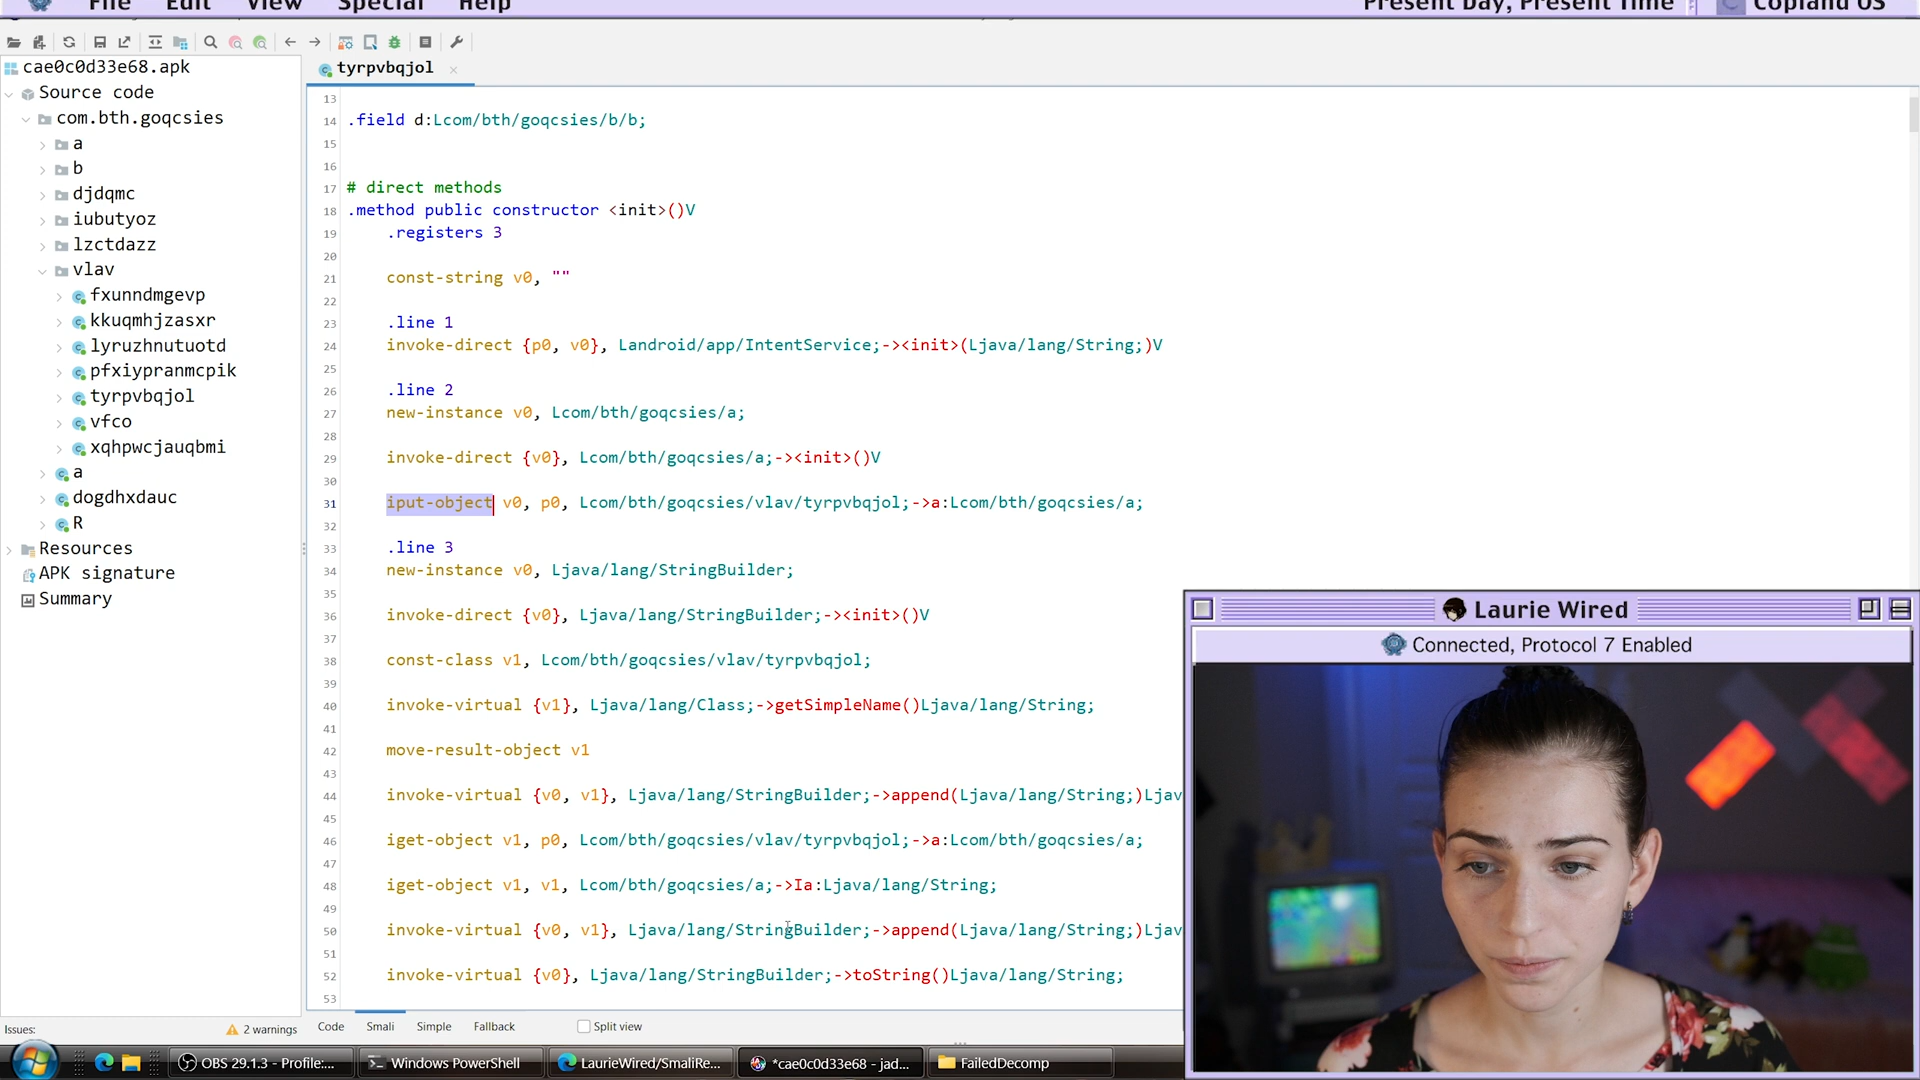 File Edit View Special Help
Present Day, Present Time
Copland OS
tyrpvbqjol
cae0c0d33e68.apk
Source code
com.bth.goqcsies
a
b
djdqmc
iubutyoz
lzctdazz
vlav
fxunndmgevp
kkuqmhjzasxr
lyruzhnutuotd
pfxiypranmcpik
tyrpvbqjol
vfco
xqhpwcjauqbmi
a
dogdhxdauc
R
Resources
APK signature
Summary
13
14 .field d:Lcom/bth/goqcsies/b/b;
15
16
17 # direct methods
18 .method public constructor <init>()V
19 .registers 3
20
21 const-string v0, ""
22
23 .line 1
24 invoke-direct {p0, v0}, Landroid/app/IntentService;-><init>(Ljava/lang/String;)V
25
26 .line 2
27 new-instance v0, Lcom/bth/goqcsies/a;
28
29 invoke-direct {v0}, Lcom/bth/goqcsies/a;-><init>()V
30
31 iput-object v0, p0, Lcom/bth/goqcsies/vlav/tyrpvbqjol;->a:Lcom/bth/goqcsies/a;
32
33 .line 3
34 new-instance v0, Ljava/lang/StringBuilder;
35
36 invoke-direct {v0}, Ljava/lang/StringBuilder;-><init>()V
37
38 const-class v1, Lcom/bth/goqcsies/vlav/tyrpvbqjol;
39
40 invoke-virtual {v1}, Ljava/lang/Class;->getSimpleName()Ljava/lang/String;
41
42 move-result-object v1
43
44 invoke-virtual {v0, v1}, Ljava/lang/StringBuilder;->append(Ljava/lang/String;)Ljav
45
46 iget-object v1, p0, Lcom/bth/goqcsies/vlav/tyrpvbqjol;->a:Lcom/bth/goqcsies/a;
47
48 iget-object v1, v1, Lcom/bth/goqcsies/a;->Ia:Ljava/lang/String;
49
50 invoke-virtual {v0, v1}, Ljava/lang/StringBuilder;->append(Ljava/lang/String;)Ljav
51
52 invoke-virtual {v0}, Ljava/lang/StringBuilder;->toString()Ljava/lang/String;
53
Laurie Wired
Connected, Protocol 7 Enabled
Issues: 2 warnings
Code Smali Simple Fallback Split view
OBS 29.1.3 - Profile:... Windows PowerShell LaurieWired/SmaliRe... *cae0c0d33e68 - jad... FailedDecomp